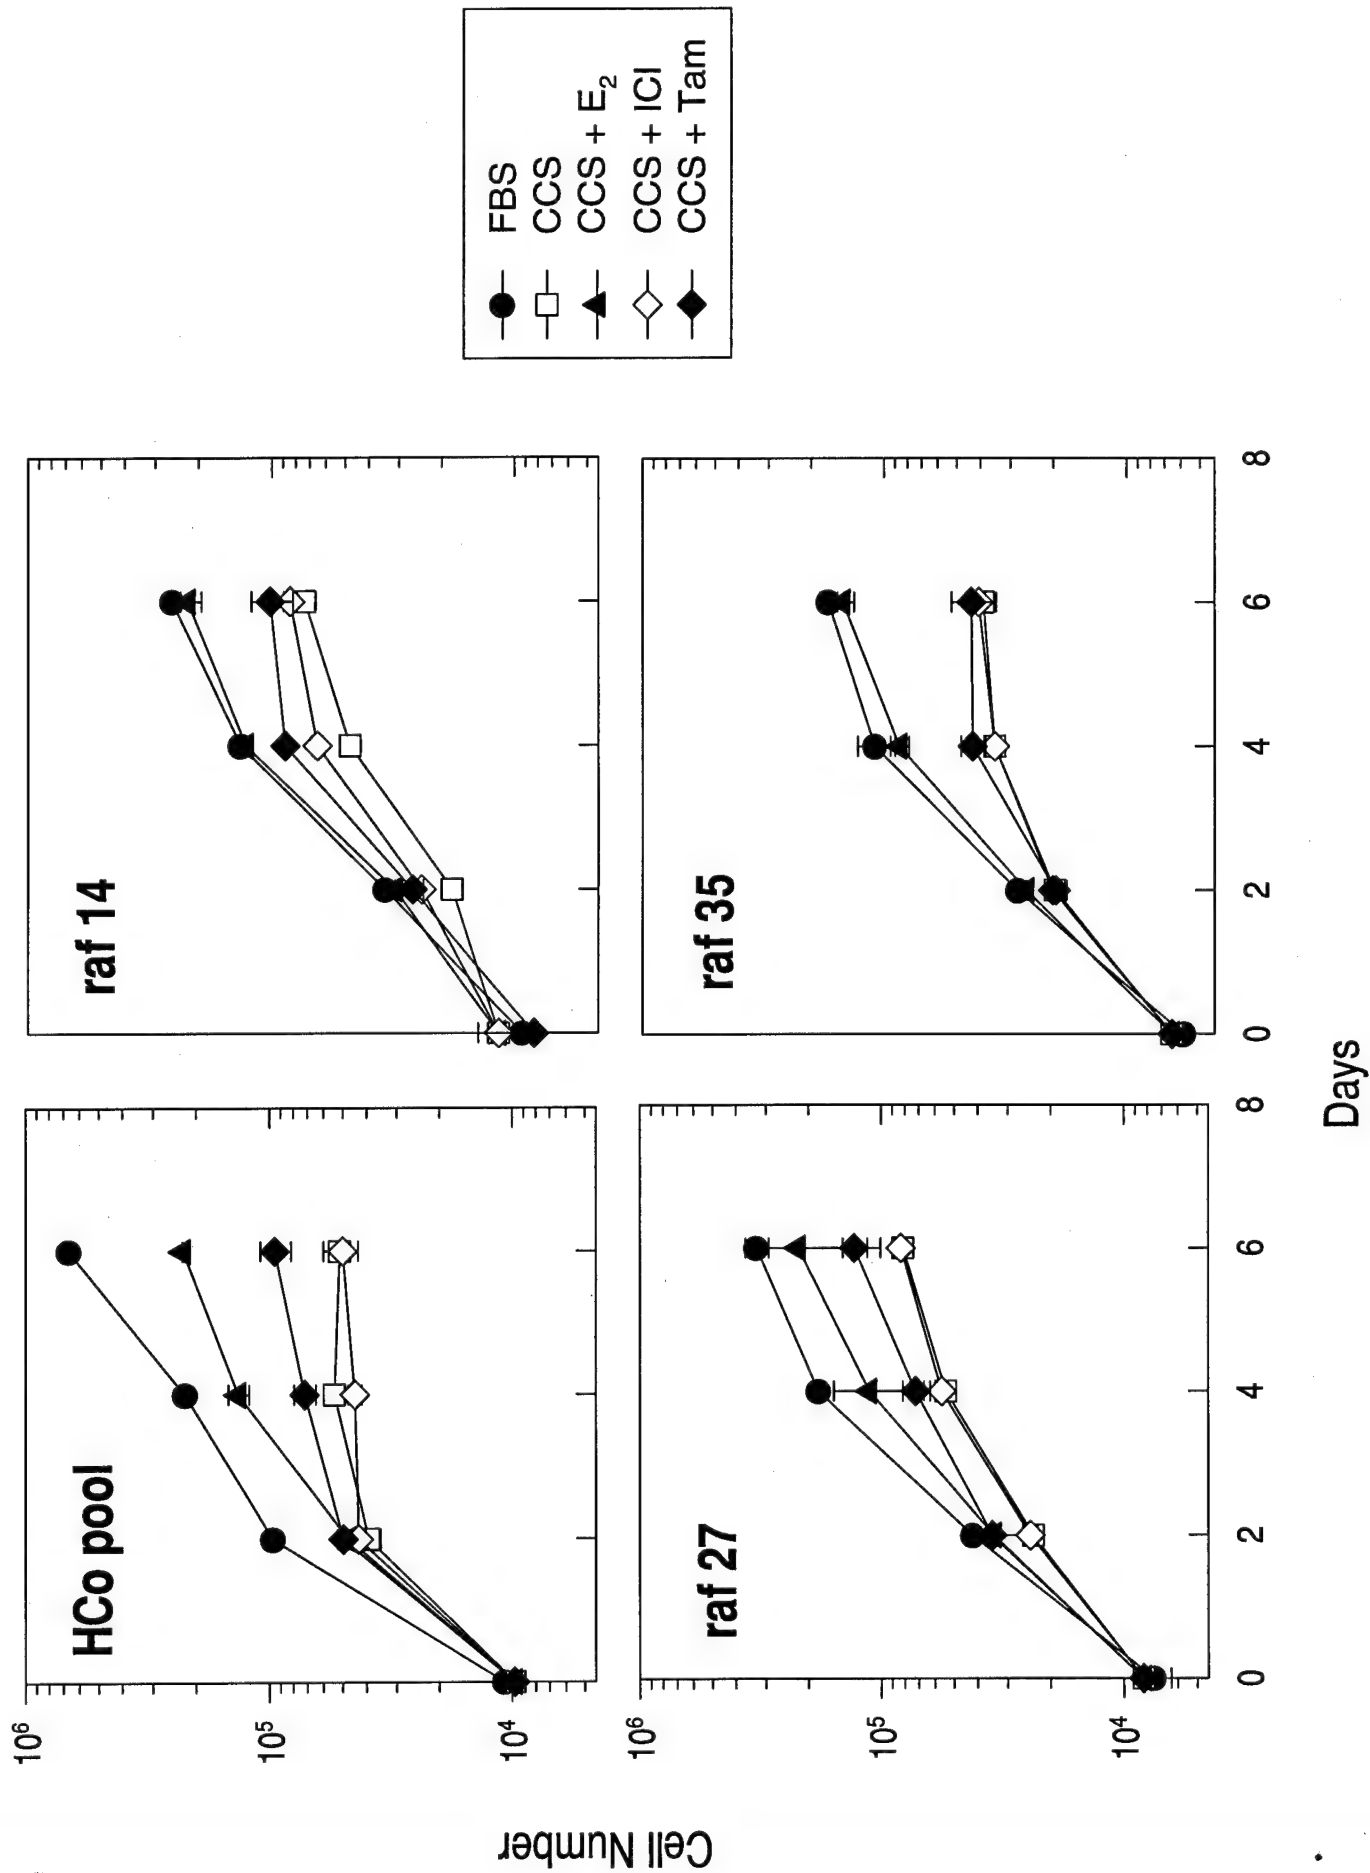 HCo pool
raf 14
raf 27
raf 35
10⁶
10⁵
10⁴
10⁶
10⁵
10⁴
0
2
4
6
8
0
2
4
6
8
Cell Number
Days
FBS
CCS
CCS + E₂
CCS + ICI
CCS + Tam